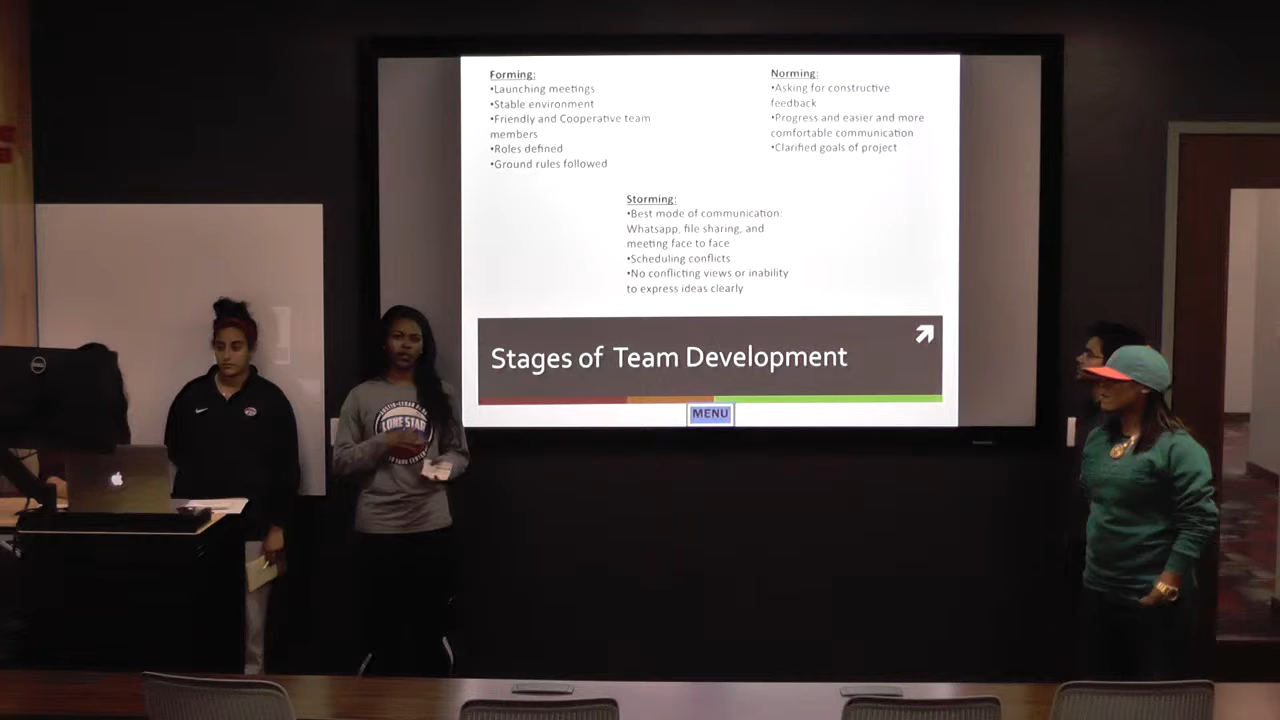 Forming:
•Launching meetings
•Stable environment
•Friendly and Cooperative team
members
•Roles defined
•Ground rules followed
Norming:
•Asking for constructive
feedback
•Progress and easier and more
comfortable communication
•Clarified goals of project
Storming:
•Best mode of communication:
Whatsapp, file sharing, and
meeting face to face
•Scheduling conflicts
•No conflicting views or inability
to express ideas clearly
Stages of Team Development
MENU
DELL
LONE STAR